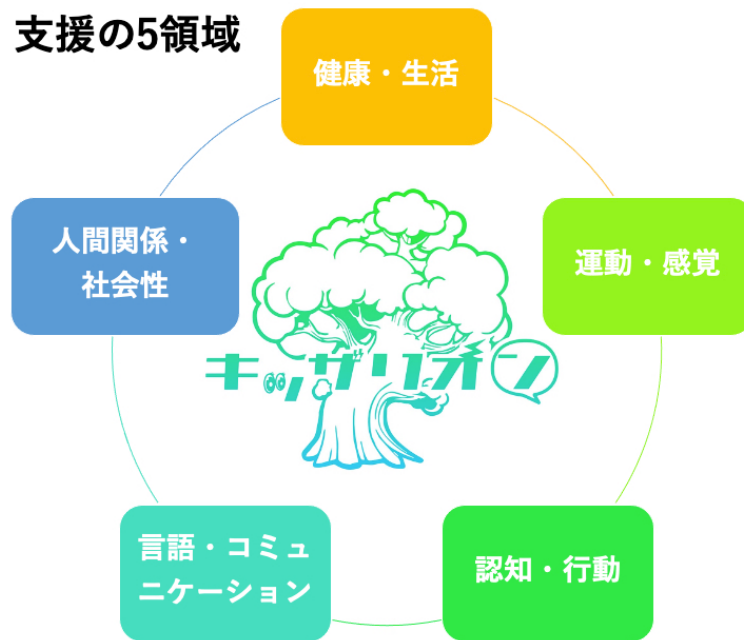 支援の5領域
健康・生活
運動・感覚
認知・行動
言語・コミュ
ニケーション
人間関係・
社会性
キッザリオン